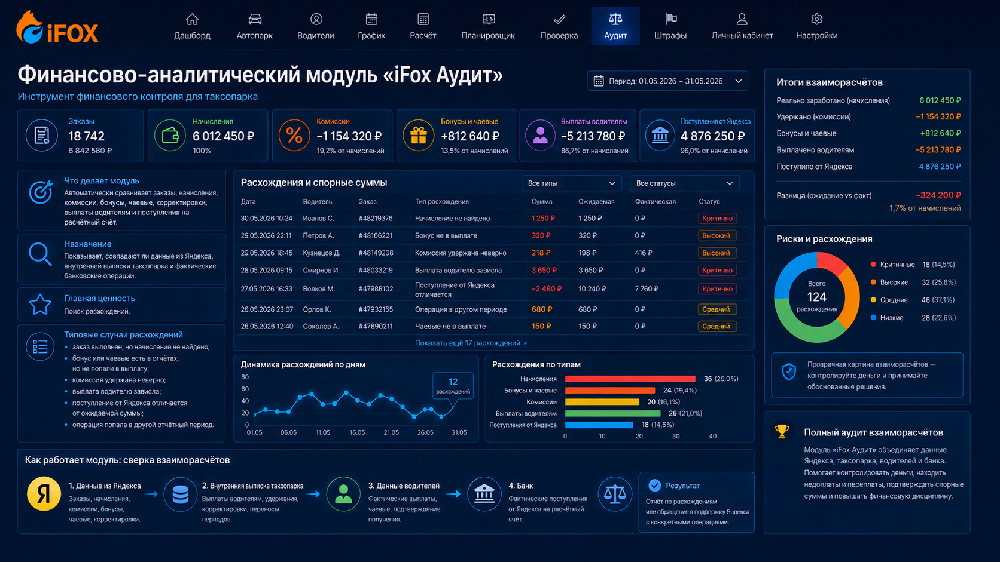 iFOX
Дашборд
Автопарк
Водители
График
Расчёт
Планировщик
Проверка
Аудит
Штрафы
Личный кабинет
Настройки
Финансово-аналитический модуль «iFox Аудит»
Инструмент финансового контроля для таксопарка
Период: 01.05.2026 – 31.05.2026
Заказы
18 742
6 842 580 ₽
Начисления
6 012 450 ₽
100%
Комиссии
−1 154 320 ₽
19,2% от начислений
Бонусы и чаевые
+812 640 ₽
13,5% от начислений
Выплаты водителям
−5 213 780 ₽
86,7% от начислений
Поступления от Яндекса
4 876 250 ₽
96,0% от начислений
Что делает модуль
Автоматически сравнивает заказы, начисления,
комиссии, бонусы, чаевые, корректировки,
выплаты водителям и поступления на
расчётный счёт.
Назначение
Показывает, совпадают ли данные из Яндекса,
внутренней выписки таксопарка и фактические
банковские операции.
Главная ценность
Поиск расхождений.
Типовые случаи расхождений
• заказ выполнен, но начисление не найдено;
• бонус или чаевые есть в отчётах,
но не попали в выплату;
• комиссия удержана неверно;
• выплата водителю зависла;
• поступление от Яндекса отличается
от ожидаемой суммы;
• операция попала в другой отчётный период.
Расхождения и спорные суммы
Все типы
Все статусы
Дата Водитель Заказ Тип расхождения Сумма Ожидаемая Фактическая Статус
30.05.2026 10:24 Иванов С. #48219376 Начисление не найдено 1 250 ₽ 1 250 ₽ 0 ₽ Критично
29.05.2026 22:11 Петров А. #48166221 Бонус не в выплате 320 ₽ 320 ₽ 0 ₽ Высокий
29.05.2026 18:45 Кузнецов Д. #48149208 Комиссия удержана неверно 218 ₽ 198 ₽ 416 ₽ Высокий
28.05.2026 09:15 Смирнов И. #48033219 Выплата водителю зависла 3 650 ₽ 3 650 ₽ 0 ₽ Критично
27.05.2026 16:33 Волков М. #47988102 Поступление от Яндекса
отличается −2 480 ₽ 10 240 ₽ 7 760 ₽ Критично
26.05.2026 23:07 Орлов К. #47932155 Операция в другом периоде 680 ₽ 680 ₽ 0 ₽ Средний
26.05.2026 12:40 Соколов А. #47890211 Чаевые не в выплате 150 ₽ 150 ₽ 0 ₽ Средний
Показать ещё 17 расхождений »
Динамика расхождений по дням
80
60
40
20
0
01.05 06.05 11.05 16.05 21.05 26.05 31.05
12
расхождений
Расхождения по типам
Начисления 36 (29,0%)
Бонусы и чаевые 24 (19,4%)
Комиссии 20 (16,1%)
Выплаты водителям 26 (21,0%)
Поступления от Яндекса 18 (14,5%)
0 10 20 30 40
Итоги взаиморасчётов
Реально заработано (начисления) 6 012 450 ₽
Удержано (комиссии) −1 154 320 ₽
Бонусы и чаевые +812 640 ₽
Выплачено водителям −5 213 780 ₽
Поступило от Яндекса 4 876 250 ₽
Разница (ожидание vs факт) −324 200 ₽
1,7% от начислений
Риски и расхождения
Всего
124
расхождения
Критичные 18 (14,5%)
Высокие 32 (25,8%)
Средние 46 (37,1%)
Низкие 28 (22,6%)
Прозрачная картина взаиморасчётов —
контролируйте деньги и принимайте
обоснованные решения.
Полный аудит взаиморасчётов
Модуль «iFox Аудит» объединяет данные
Яндекса, таксопарка, водителей и банка.
Помогает контролировать деньги, находить
недоплаты и переплаты, подтверждать спорные
суммы и повышать финансовую дисциплину.
Как работает модуль: сверка взаиморасчётов
Я
1. Данные из Яндекса
Заказы, начисления,
комиссии, бонусы,
чаевые, корректировки.
2. Внутренняя выписка таксопарка
Выплаты водителям, удержания,
корректировки, переносы
периодов.
3. Данные водителей
Фактические выплаты,
чаевые, подтверждение
получения.
4. Банк
Фактические поступления
от Яндекса на расчётный
счёт.
Результат
Отчёт по расхождениям
или обращение в поддержку Яндекса
с конкретными операциями.